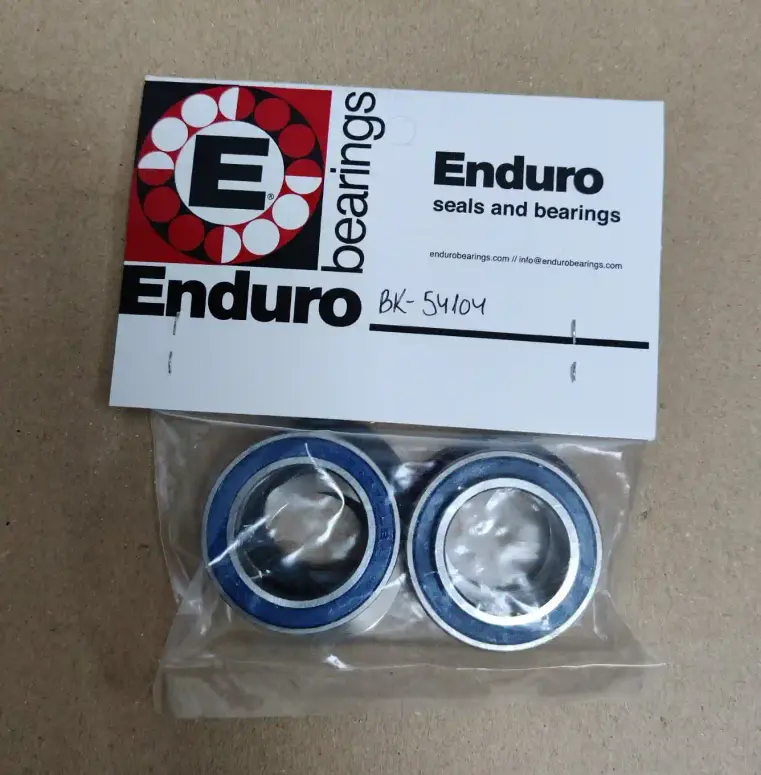 E®
bearings
Enduro
Enduro
seals and bearings
endurobearings.com // info@endurobearings.com
BK-54104